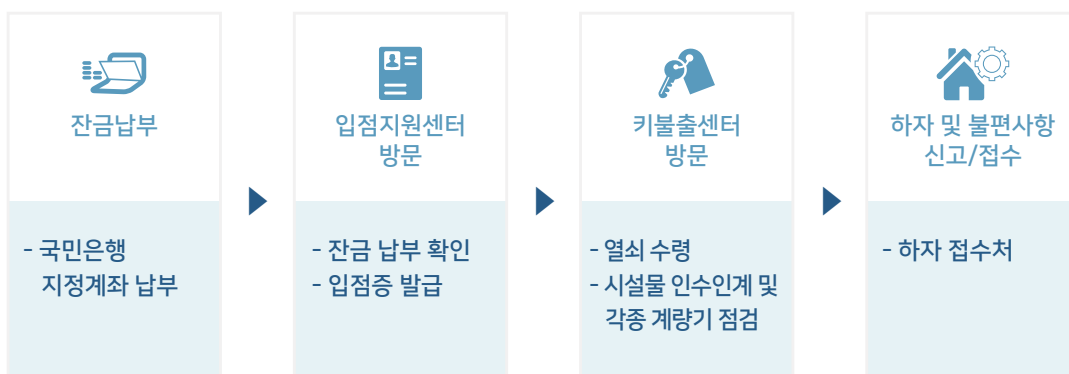 잔금납부
- 국민은행
지정계좌 납부
입점지원센터
방문
- 잔금 납부 확인
- 입점증 발급
키불출센터
방문
- 열쇠 수령
- 시설물 인수인계 및
각종 계량기 점검
하자 및 불편사항
신고/접수
- 하자 접수처